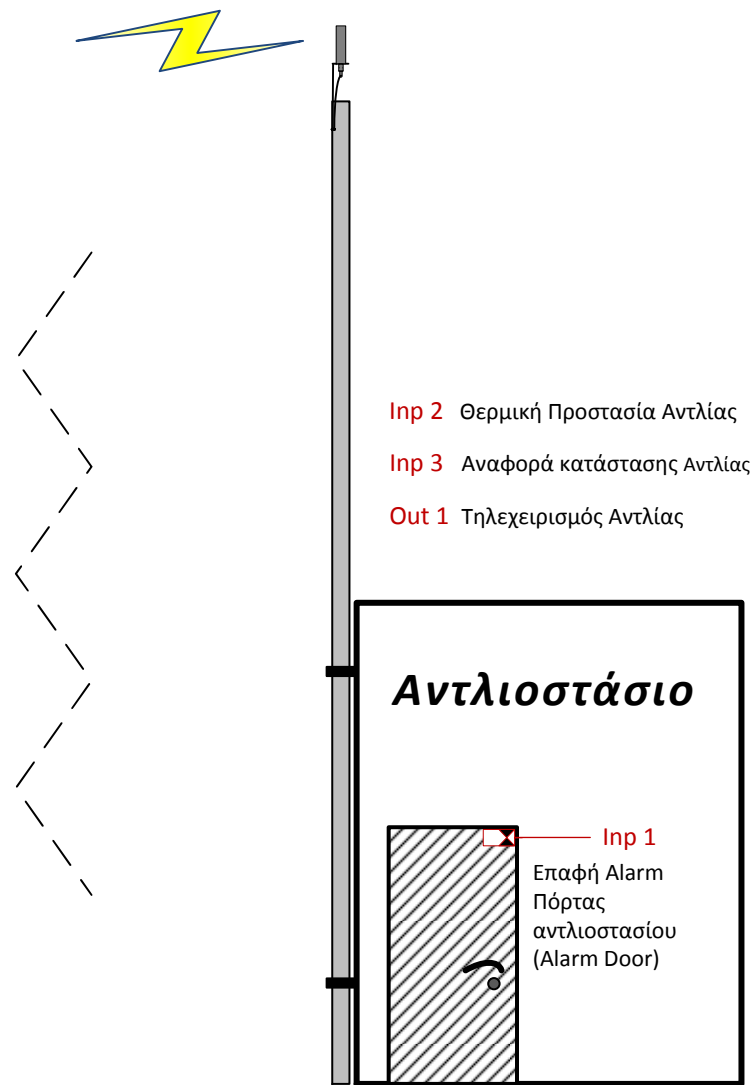 Inp 2 Θερμική Προστασία Αντλίας
Inp 3 Αναφορά κατάστασης Αντλίας
Out 1 Τηλεχειρισμός Αντλίας
Αντλιοστάσιο
Inp 1
Επαφή Alarm
Πόρτας
αντλιοστασίου
(Alarm Door)